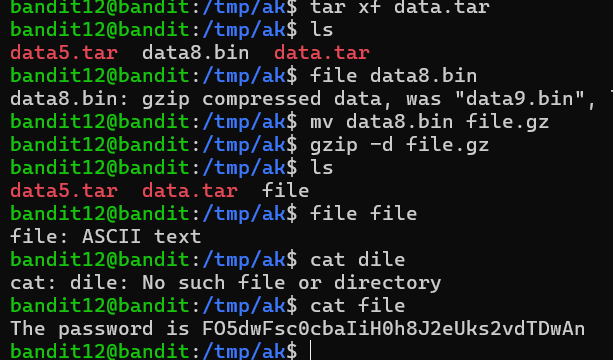 bandit12@bandit:/tmp/ak$ tar xf data.tar
bandit12@bandit:/tmp/ak$ ls
data5.tar data8.bin data.tar
bandit12@bandit:/tmp/ak$ file data8.bin
data8.bin: gzip compressed data, was "data9.bin",
bandit12@bandit:/tmp/ak$ mv data8.bin file.gz
bandit12@bandit:/tmp/ak$ gzip -d file.gz
bandit12@bandit:/tmp/ak$ ls
data5.tar data.tar file
bandit12@bandit:/tmp/ak$ file file
file: ASCII text
bandit12@bandit:/tmp/ak$ cat dile
cat: dile: No such file or directory
bandit12@bandit:/tmp/ak$ cat file
The password is FO5dwFsc0cbaIiH0h8J2eUks2vdTDwAn
bandit12@bandit:/tmp/ak$